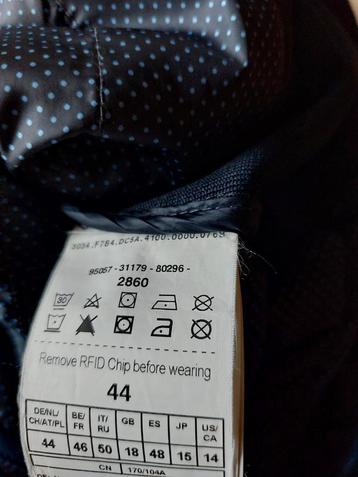 3034.F7B4.DC5A.4100.0000.0769
95057 - 31179 - 80296 -
2860
30
Remove RFID Chip before wearing
44
DE/NL/ CH/AT/PL BE/ FR IT/ RU GB ES JP US/ CA
44 46 50 18 48 15 14
CN 170/104A